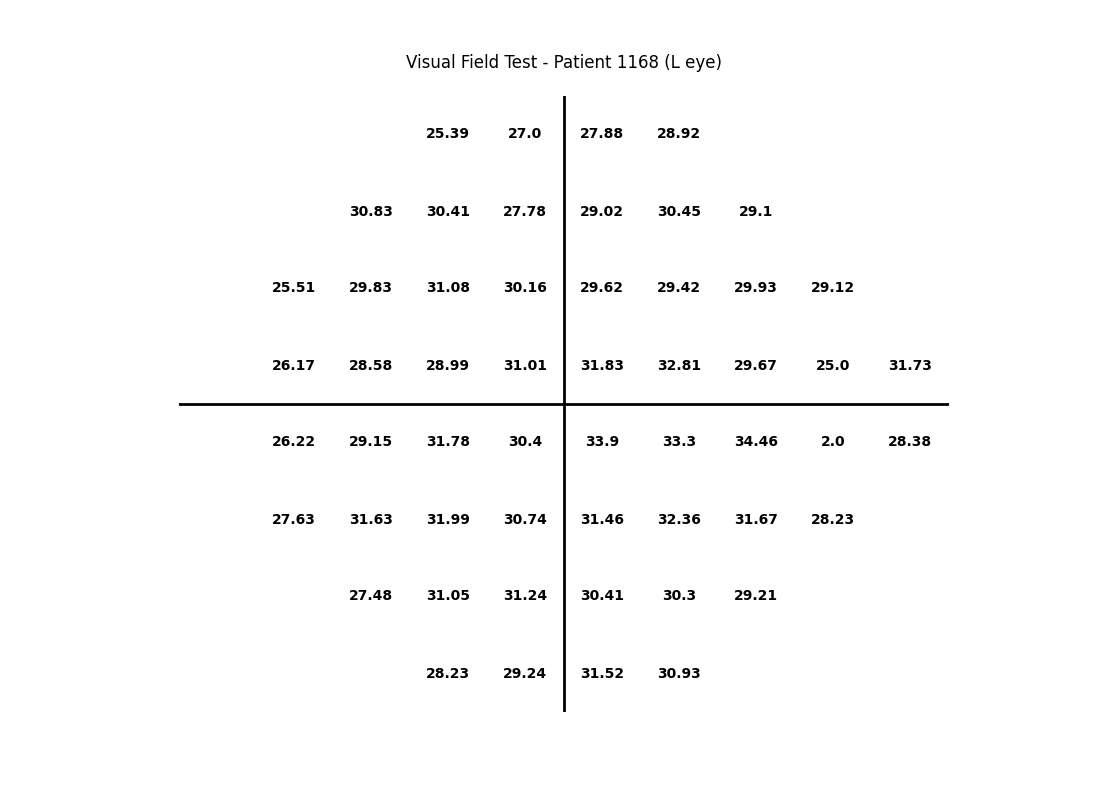 Visual Field Test - Patient 1168 (L eye)
25.39 27.0 27.88 28.92
30.83 30.41 27.78 29.02 30.45 29.1
25.51 29.83 31.08 30.16 29.62 29.42 29.93 29.12
26.17 28.58 28.99 31.01 31.83 32.81 29.67 25.0 31.73
26.22 29.15 31.78 30.4 33.9 33.3 34.46 2.0 28.38
27.63 31.63 31.99 30.74 31.46 32.36 31.67 28.23
27.48 31.05 31.24 30.41 30.3 29.21
28.23 29.24 31.52 30.93